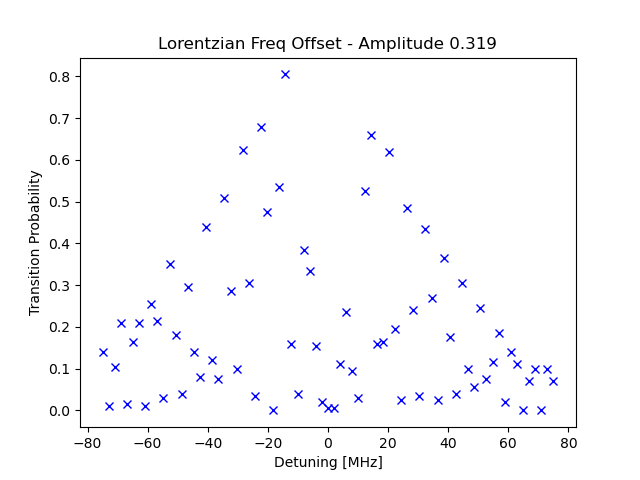 Lorentzian Freq Offset - Amplitude 0.319
Transition Probability
0.8
0.7
0.6
0.5
0.4
0.3
0.2
0.1
0.0
−80 −60 −40 −20 0 20 40 60 80
Detuning [MHz]